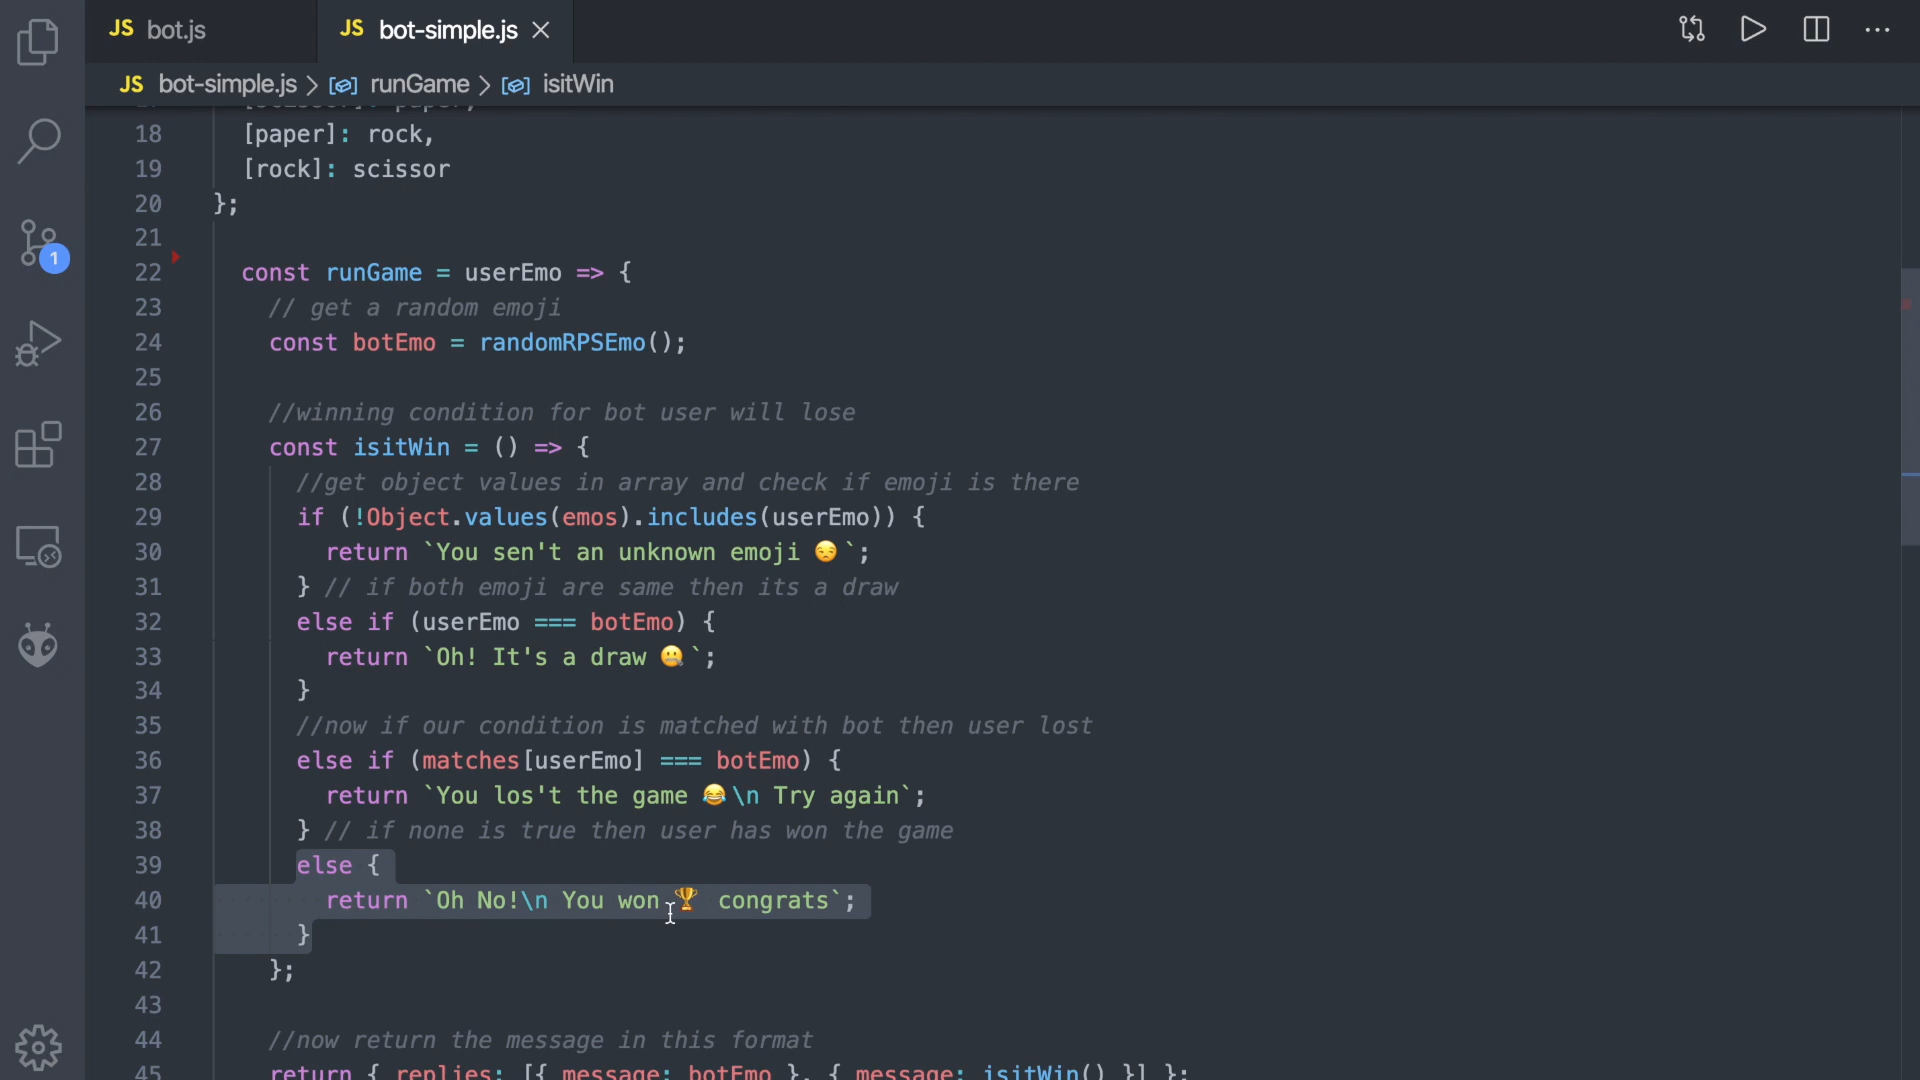 JS bot.js
JS bot-simple.js
JS bot-simple.js > runGame > isitWin
[scissor]: paper,
18 [paper]: rock,
19 [rock]: scissor
20 };
21
22 const runGame = userEmo => {
23 // get a random emoji
24 const botEmo = randomRPSEmo();
25
26 //winning condition for bot user will lose
27 const isitWin = () => {
28 //get object values in array and check if emoji is there
29 if (!Object.values(emos).includes(userEmo)) {
30 return `You sen't an unknown emoji 😒`;
31 } // if both emoji are same then its a draw
32 else if (userEmo === botEmo) {
33 return `Oh! It's a draw 🤐`;
34 }
35 //now if our condition is matched with bot then user lost
36 else if (matches[userEmo] === botEmo) {
37 return `You los't the game 😂\n Try again`;
38 } // if none is true then user has won the game
39 else {
40 return `Oh No!\n You won 🏆 congrats`;
41 }
42 };
43
44 //now return the message in this format
45 return { replies: [{ message: botEmo }, { message: isitWin() }] };
1